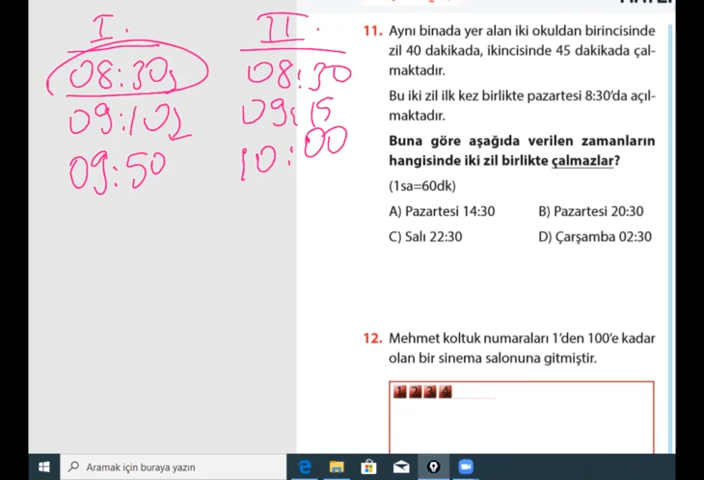 I.
II.
08:30
08:30
09:10
09:15
09:50
10:00
11. Aynı binada yer alan iki okuldan birincisinde
zil 40 dakikada, ikincisinde 45 dakikada çal-
maktadır.
Bu iki zil ilk kez birlikte pazartesi 8:30'da açıl-
maktadır.
Buna göre aşağıda verilen zamanların
hangisinde iki zil birlikte çalmazlar?
(1sa=60dk)
A) Pazartesi 14:30
B) Pazartesi 20:30
C) Salı 22:30
D) Çarşamba 02:30
12. Mehmet koltuk numaraları 1'den 100'e kadar
olan bir sinema salonuna gitmiştir.
1 2 3 4
Aramak için buraya yazın